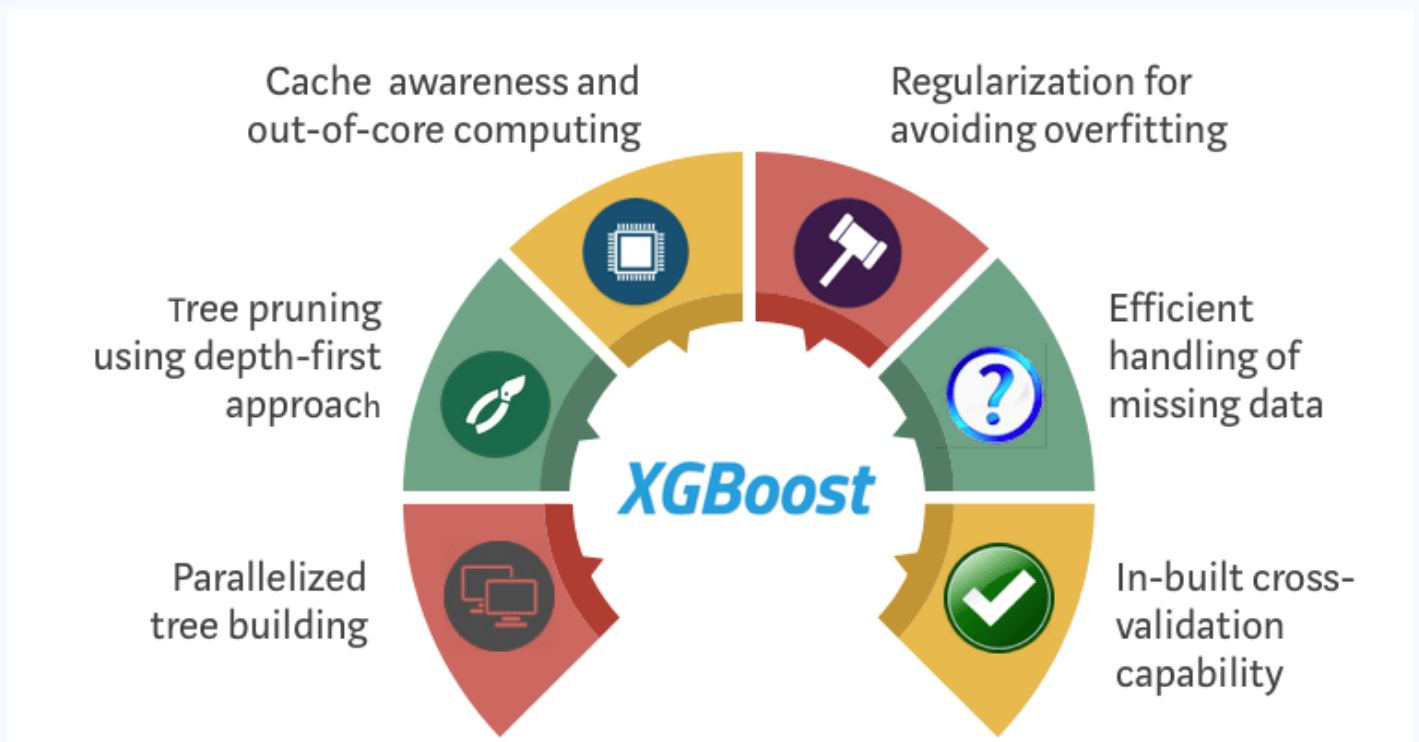 Cache awareness and
out-of-core computing
Regularization for
avoiding overfitting
Tree pruning
using depth-first
approach
Efficient
handling of
missing data
?
XGBoost
Parallelized
tree building
In-built cross-
validation
capability